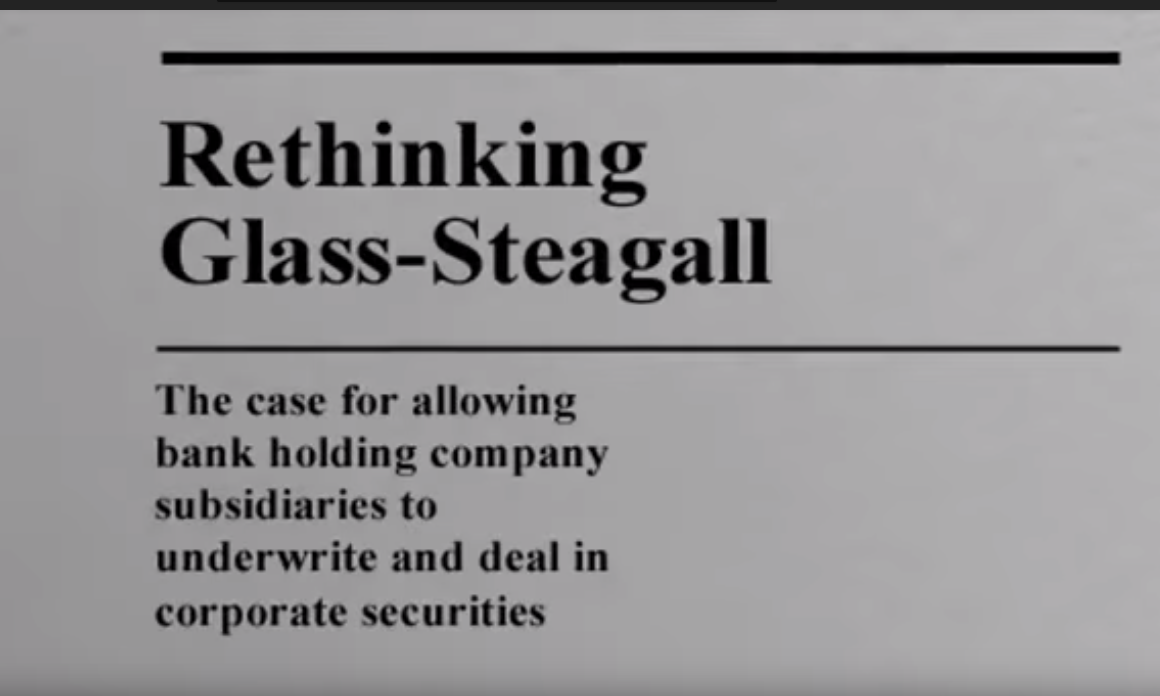 Rethinking
Glass-Steagall
The case for allowing
bank holding company
subsidiaries to
underwrite and deal in
corporate securities